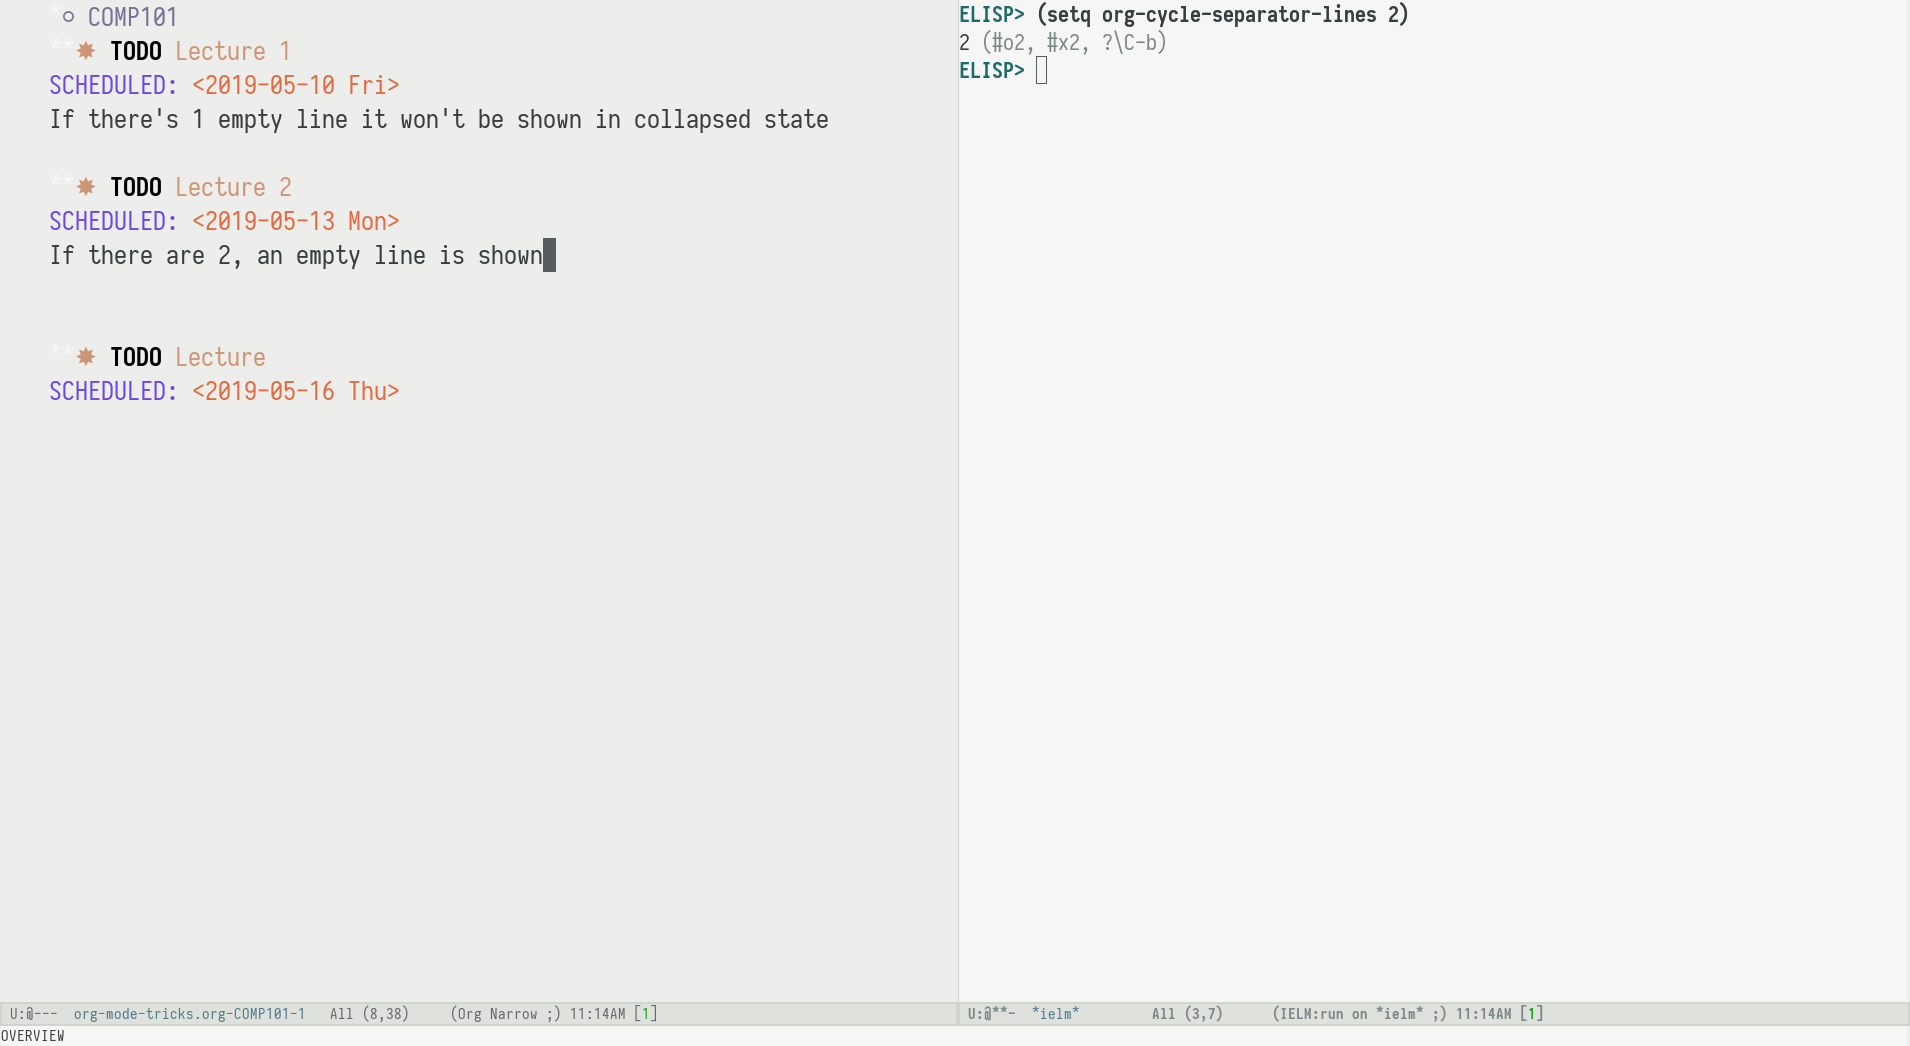 *○ COMP101
**✸ TODO Lecture 1
SCHEDULED: <2019-05-10 Fri>
If there's 1 empty line it won't be shown in collapsed state
**✸ TODO Lecture 2
SCHEDULED: <2019-05-13 Mon>
If there are 2, an empty line is shown
**✸ TODO Lecture
SCHEDULED: <2019-05-16 Thu>
U:@---  org-mode-tricks.org-COMP101-1   All (8,38)     (Org Narrow ;) 11:14AM [1]
ELISP> (setq org-cycle-separator-lines 2)
2 (#o2, #x2, ?\C-b)
ELISP>
U:@**-  *ielm*         All (3,7)      (IELM:run on *ielm* ;) 11:14AM [1]
OVERVIEW